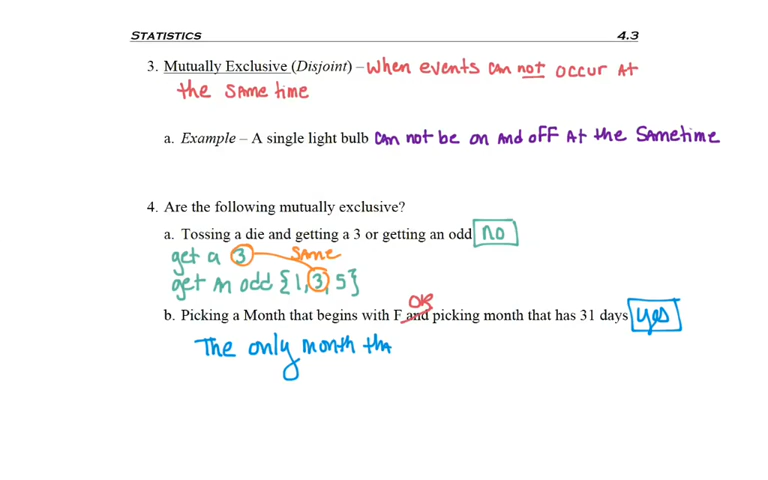 STATISTICS 4.3
3. Mutually Exclusive (Disjoint) – When events can not occur at
the same time
a. Example – A single light bulb can not be on and off at the same time
4. Are the following mutually exclusive?
a. Tossing a die and getting a 3 or getting an odd no
get a 3 same
get an odd {1, 3, 5}
OR
b. Picking a Month that begins with F and picking month that has 31 days yes
The only month tha